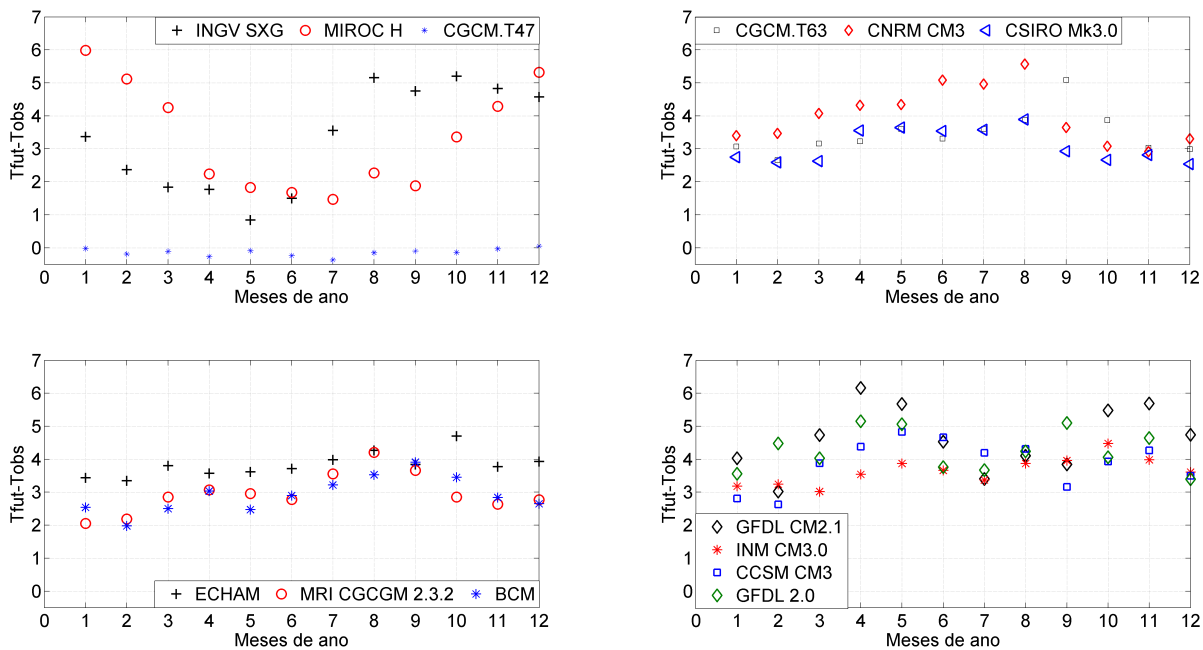 INGV SXG MIROC H CGCM.T47
7
6
5
4
3
2
1
0
Tfut-Tobs
0 1 2 3 4 5 6 7 8 9 10 11 12
Meses de ano
CGCM.T63 CNRM CM3 CSIRO Mk3.0
7
6
5
4
3
2
1
0
Tfut-Tobs
0 1 2 3 4 5 6 7 8 9 10 11 12
Meses de ano
7
6
5
4
3
2
1
0
Tfut-Tobs
ECHAM MRI CGCGM 2.3.2 BCM
0 1 2 3 4 5 6 7 8 9 10 11 12
Meses de ano
7
6
5
4
3
2
1
0
Tfut-Tobs
GFDL CM2.1
INM CM3.0
CCSM CM3
GFDL 2.0
0 1 2 3 4 5 6 7 8 9 10 11 12
Meses de ano